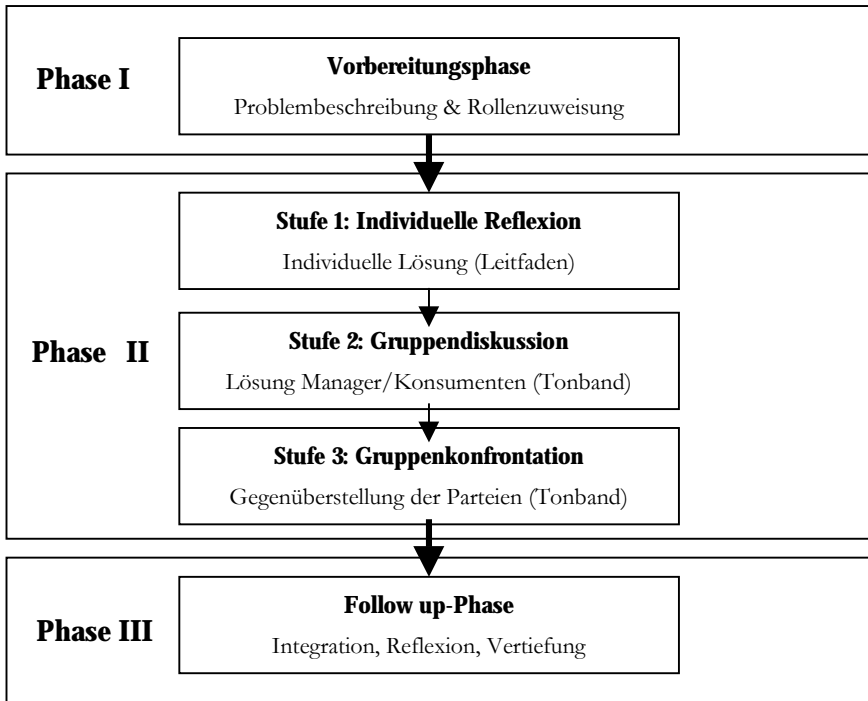 Phase I
Vorbereitungsphase
Problembeschreibung & Rollenzuweisung
Phase II
Stufe 1: Individuelle Reflexion
Individuelle Lösung (Leitfaden)
Stufe 2: Gruppendiskussion
Lösung Manager/Konsumenten (Tonband)
Stufe 3: Gruppenkonfrontation
Gegenüberstellung der Parteien (Tonband)
Phase III
Follow up-Phase
Integration, Reflexion, Vertiefung